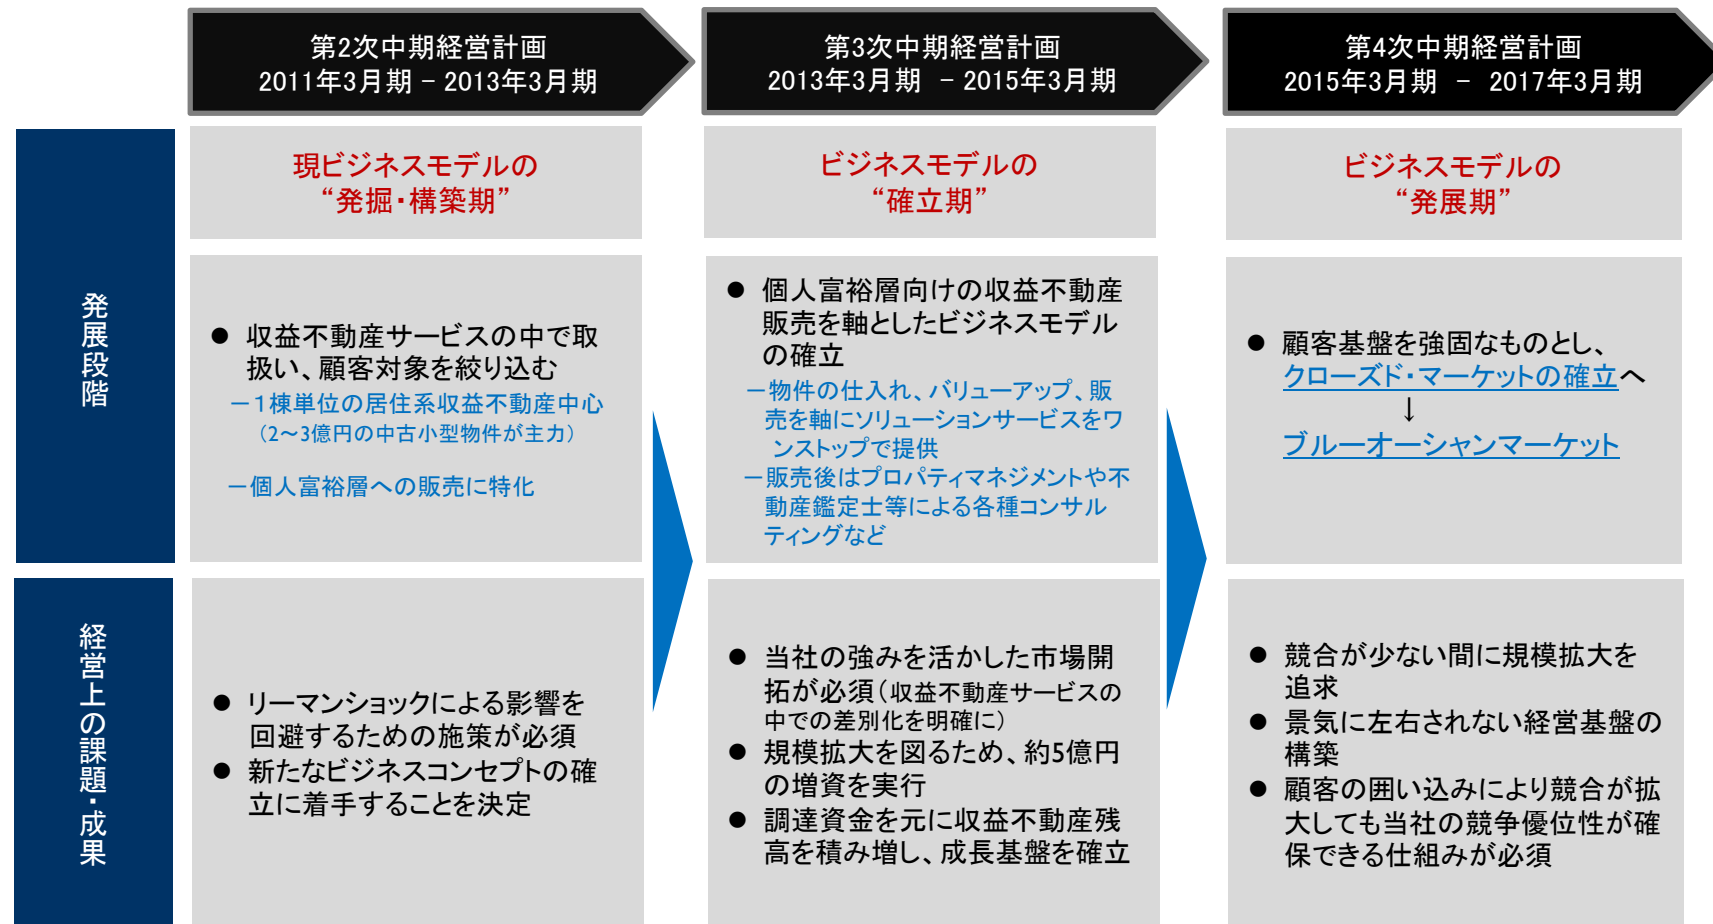 第2次中期経営計画
2011年3月期 – 2013年3月期
第3次中期経営計画
2013年3月期 – 2015年3月期
第4次中期経営計画
2015年3月期 – 2017年3月期
発展段階
現ビジネスモデルの
“発掘・構築期”
ビジネスモデルの
“確立期”
ビジネスモデルの
“発展期”
● 収益不動産サービスの中で取
扱い、顧客対象を絞り込む
－１棟単位の居住系収益不動産中心
（2～3億円の中古小型物件が主力）
－個人富裕層への販売に特化
● 個人富裕層向けの収益不動産
販売を軸としたビジネスモデル
の確立
－物件の仕入れ、バリューアップ、販
売を軸にソリューションサービスをワ
ンストップで提供
－販売後はプロパティマネジメントや不
動産鑑定士等による各種コンサル
ティングなど
● 顧客基盤を強固なものとし、
クローズド・マーケットの確立へ
↓
ブルーオーシャンマーケット
経営上の課題・成果
● リーマンショックによる影響を
回避するための施策が必須
● 新たなビジネスコンセプトの確
立に着手することを決定
● 当社の強みを活かした市場開
拓が必須（収益不動産サービスの
中での差別化を明確に）
● 規模拡大を図るため、約5億円
の増資を実行
● 調達資金を元に収益不動産残
高を積み増し、成長基盤を確立
● 競合が少ない間に規模拡大を
追求
● 景気に左右されない経営基盤の
構築
● 顧客の囲い込みにより競合が拡
大しても当社の競争優位性が確
保できる仕組みが必須